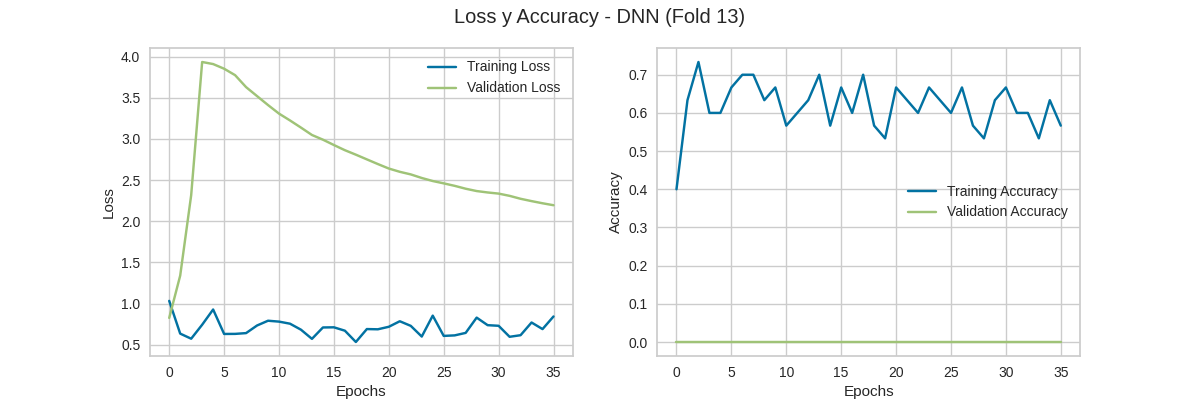 Loss y Accuracy - DNN (Fold 13)
4.0
3.5
3.0
2.5
2.0
1.5
1.0
0.5
Loss
0 5 10 15 20 25 30 35
Epochs
Training Loss
Validation Loss
0.7
0.6
0.5
0.4
0.3
0.2
0.1
0.0
Accuracy
0 5 10 15 20 25 30 35
Epochs
Training Accuracy
Validation Accuracy